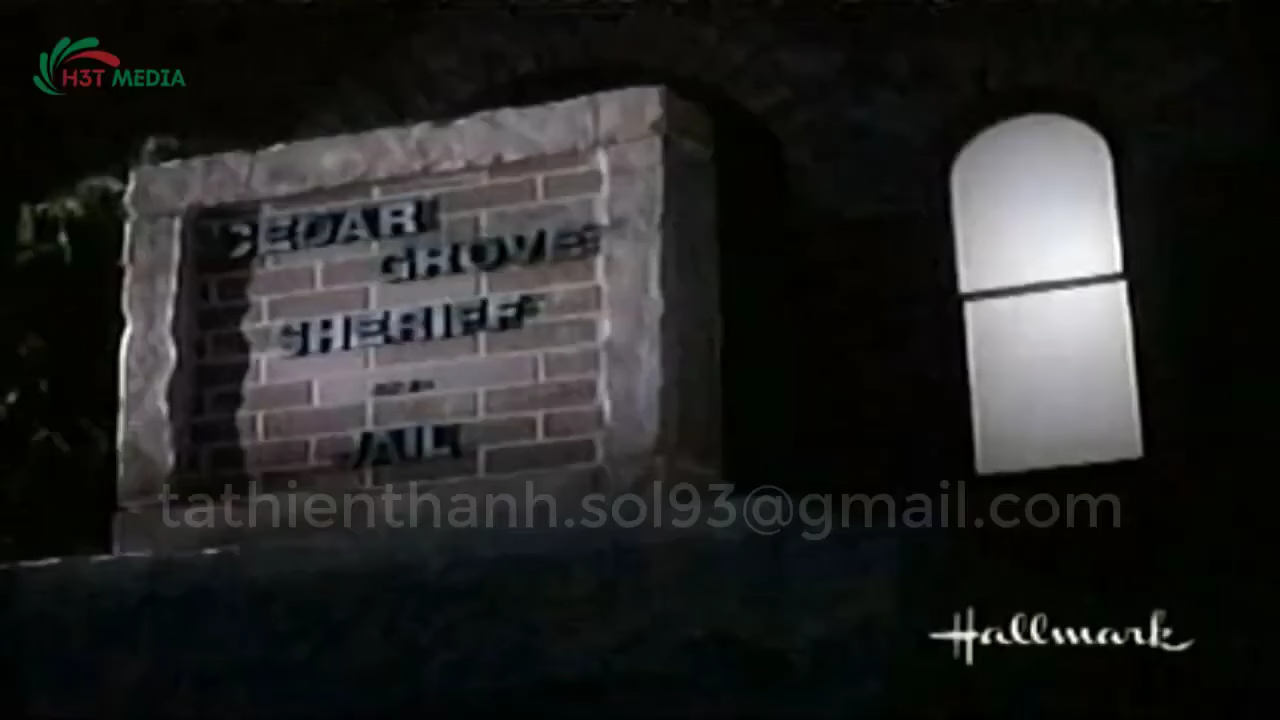 H3T MEDIA
CEDAR
GROVE
SHERIFF
JAIL
tathienthanh.sol93@gmail.com
Hallmark